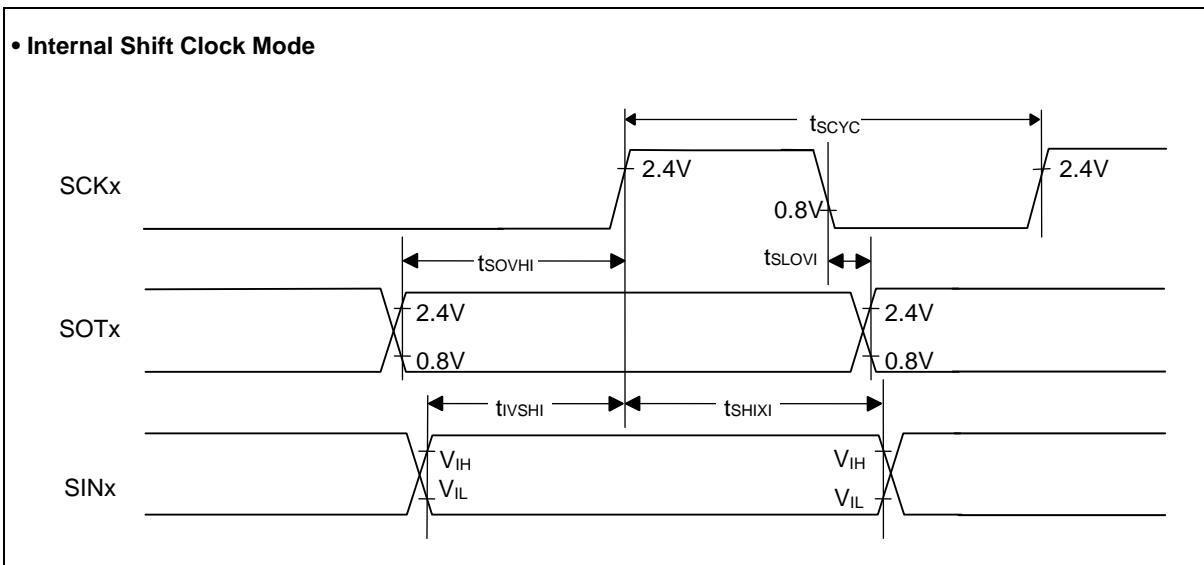 • Internal Shift Clock Mode
tSCYC
SCKx
2.4V
2.4V
0.8V
tSOVHI
tSLOVI
SOTx
2.4V
2.4V
0.8V
0.8V
tIVSHI
tSHIXI
SINx
VIH
VIH
VIL
VIL